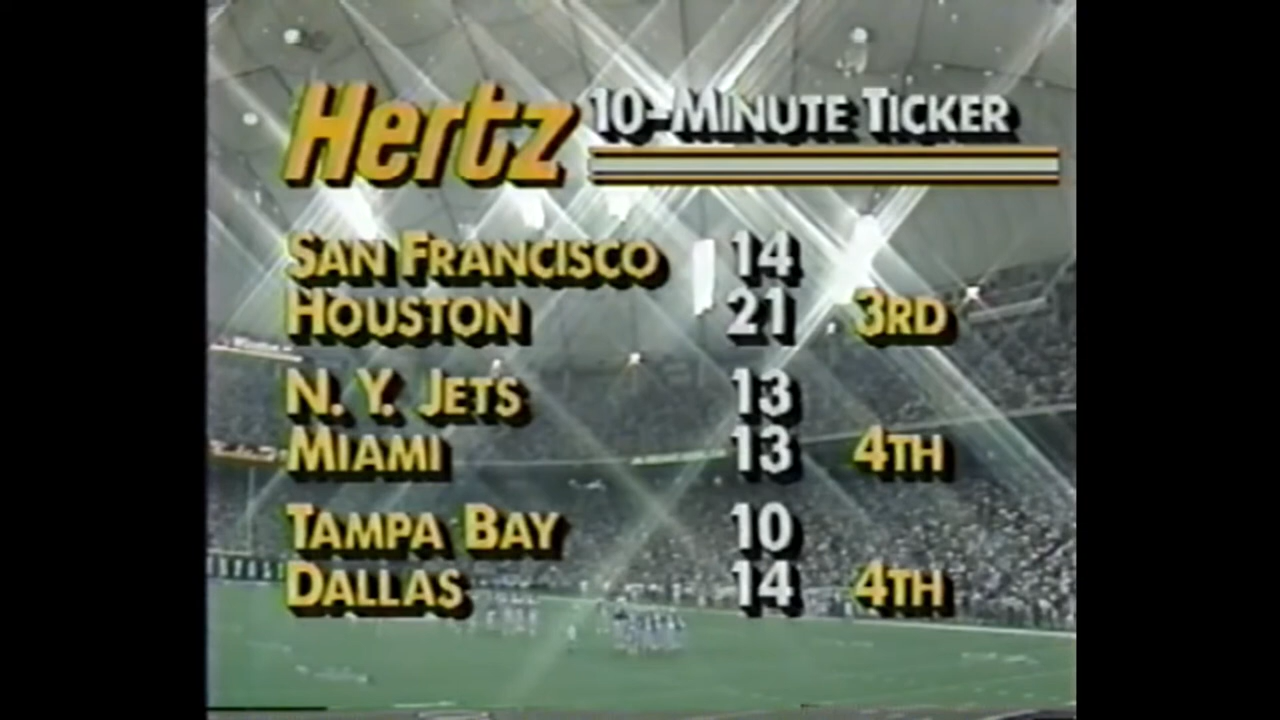 Hertz 10-MINUTE TICKER
SAN FRANCISCO 14
HOUSTON 21 3RD
N. Y. JETS 13
MIAMI 13 4TH
TAMPA BAY 10
DALLAS 14 4TH